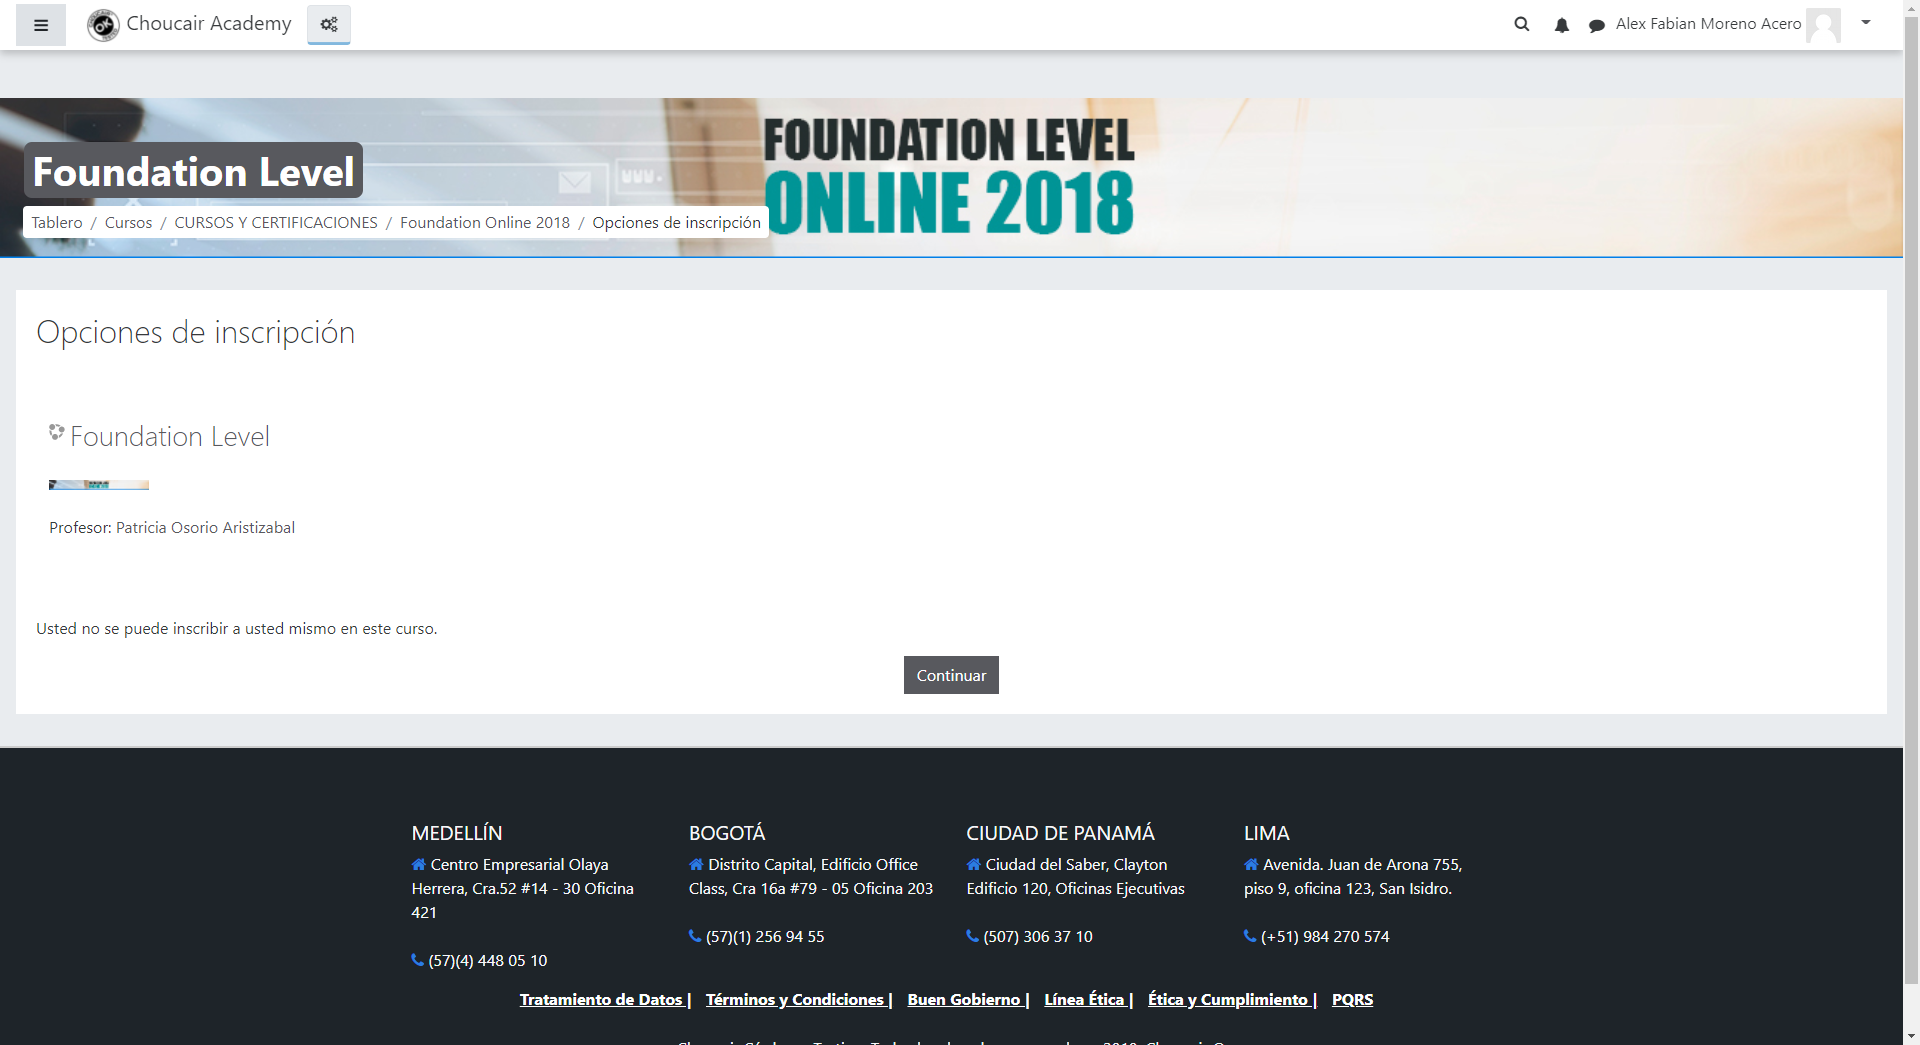 Choucair Academy
Alex Fabian Moreno Acero
FOUNDATION LEVEL
ONLINE 2018
Foundation Level
Tablero / Cursos / CURSOS Y CERTIFICACIONES / Foundation Online 2018 / Opciones de inscripción
Opciones de inscripción
Foundation Level
Profesor: Patricia Osorio Aristizabal
Usted no se puede inscribir a usted mismo en este curso.
Continuar
MEDELLÍN
Centro Empresarial Olaya
Herrera, Cra.52 #14 - 30 Oficina
421
(57)(4) 448 05 10
BOGOTÁ
Distrito Capital, Edificio Office
Class, Cra 16a #79 - 05 Oficina 203
(57)(1) 256 94 55
CIUDAD DE PANAMÁ
Ciudad del Saber, Clayton
Edificio 120, Oficinas Ejecutivas
(507) 306 37 10
LIMA
Avenida. Juan de Arona 755,
piso 9, oficina 123, San Isidro.
(+51) 984 270 574
Tratamiento de Datos | Términos y Condiciones | Buen Gobierno | Línea Ética | Ética y Cumplimiento | PQRS